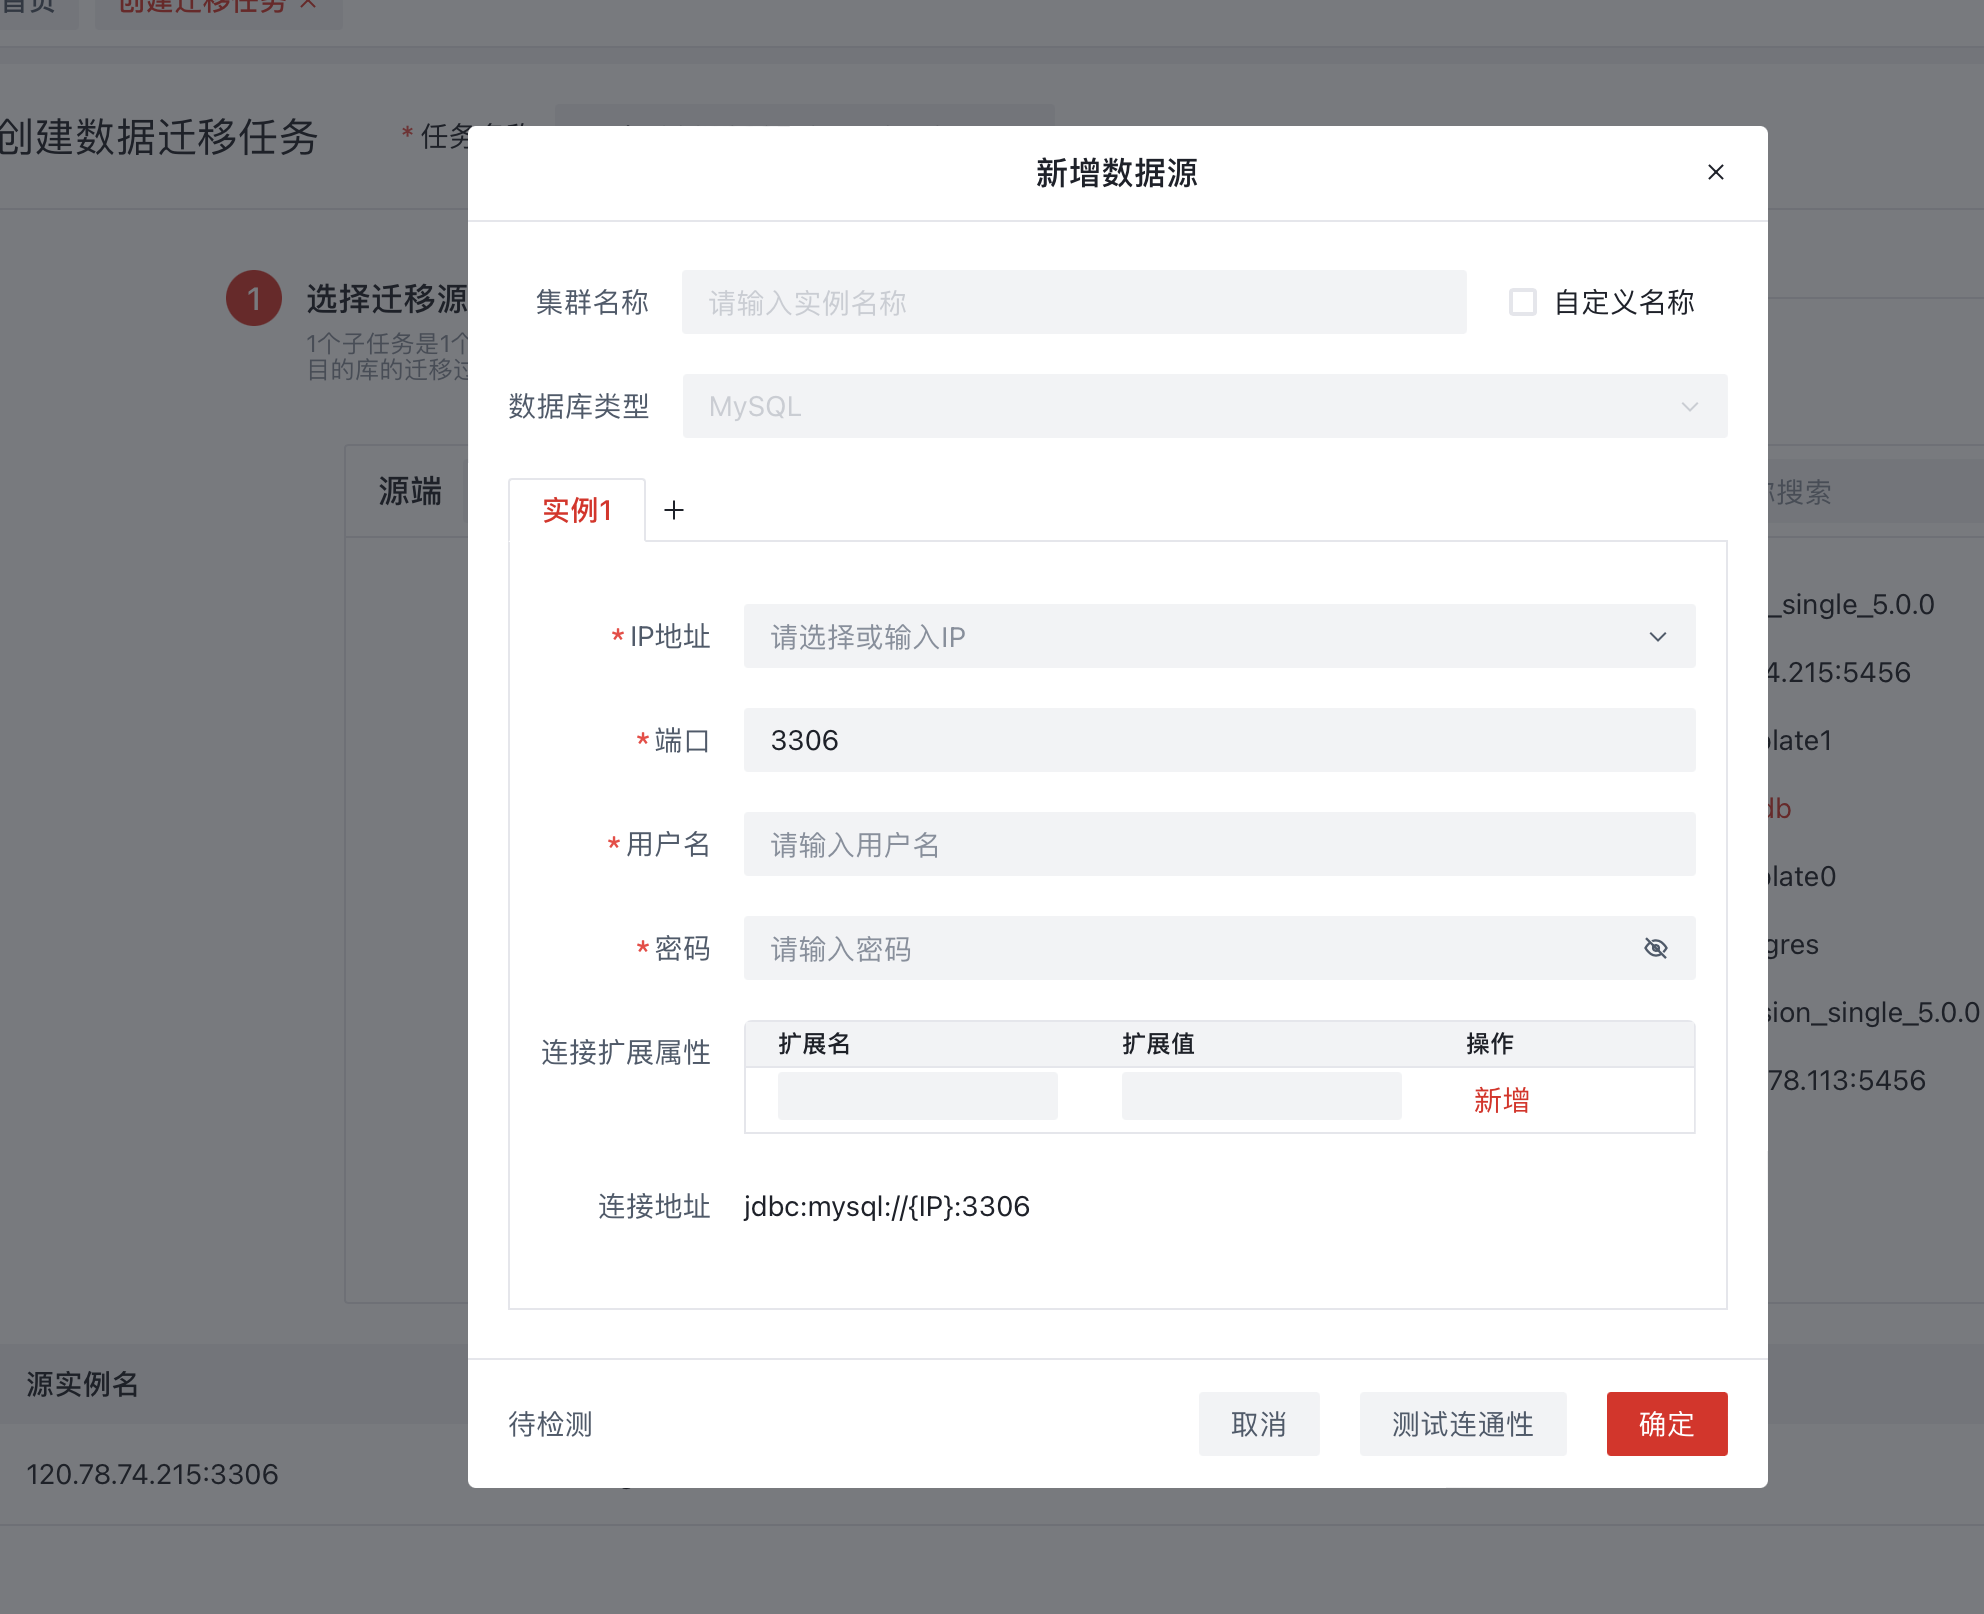 首页
创建迁移任务 ×
创建数据迁移任务
* 任务名称
新增数据源
1
选择迁移源
1个子任务是1个
目的库的迁移过
集群名称
请输入实例名称
自定义名称
数据库类型
MySQL
源端
称搜索
实例1
+
_single_5.0.0
* IP地址
请选择或输入IP
4.215:5456
* 端口
3306
plate1
db
* 用户名
请输入用户名
plate0
* 密码
请输入密码
gres
连接扩展属性
扩展名
扩展值
操作
新增
sion_single_5.0.0
78.113:5456
连接地址
jdbc:mysql://{IP}:3306
源实例名
待检测
取消
测试连通性
确定
120.78.74.215:3306